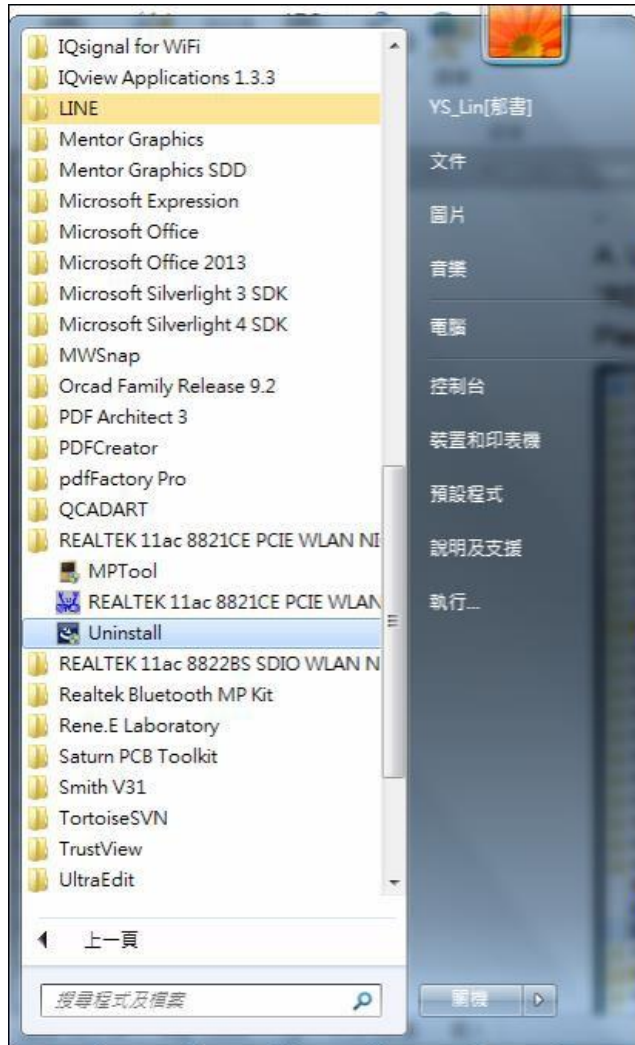 IQsignal for WiFi
IQview Applications 1.3.3
LINE
Mentor Graphics
Mentor Graphics SDD
Microsoft Expression
Microsoft Office
Microsoft Office 2013
Microsoft Silverlight 3 SDK
Microsoft Silverlight 4 SDK
MWSnap
Orcad Family Release 9.2
PDF Architect 3
PDFCreator
pdfFactory Pro
QCADART
REALTEK 11ac 8821CE PCIE WLAN NI
MPTool
REALTEK 11ac 8821CE PCIE WLAN
Uninstall
REALTEK 11ac 8822BS SDIO WLAN N
Realtek Bluetooth MP Kit
Rene.E Laboratory
Saturn PCB Toolkit
Smith V31
TortoiseSVN
TrustView
UltraEdit
上一頁
搜尋程式及檔案
YS_Lin[郁書]
文件
圖片
音樂
電腦
控制台
裝置和印表機
預設程式
說明及支援
執行...
關機